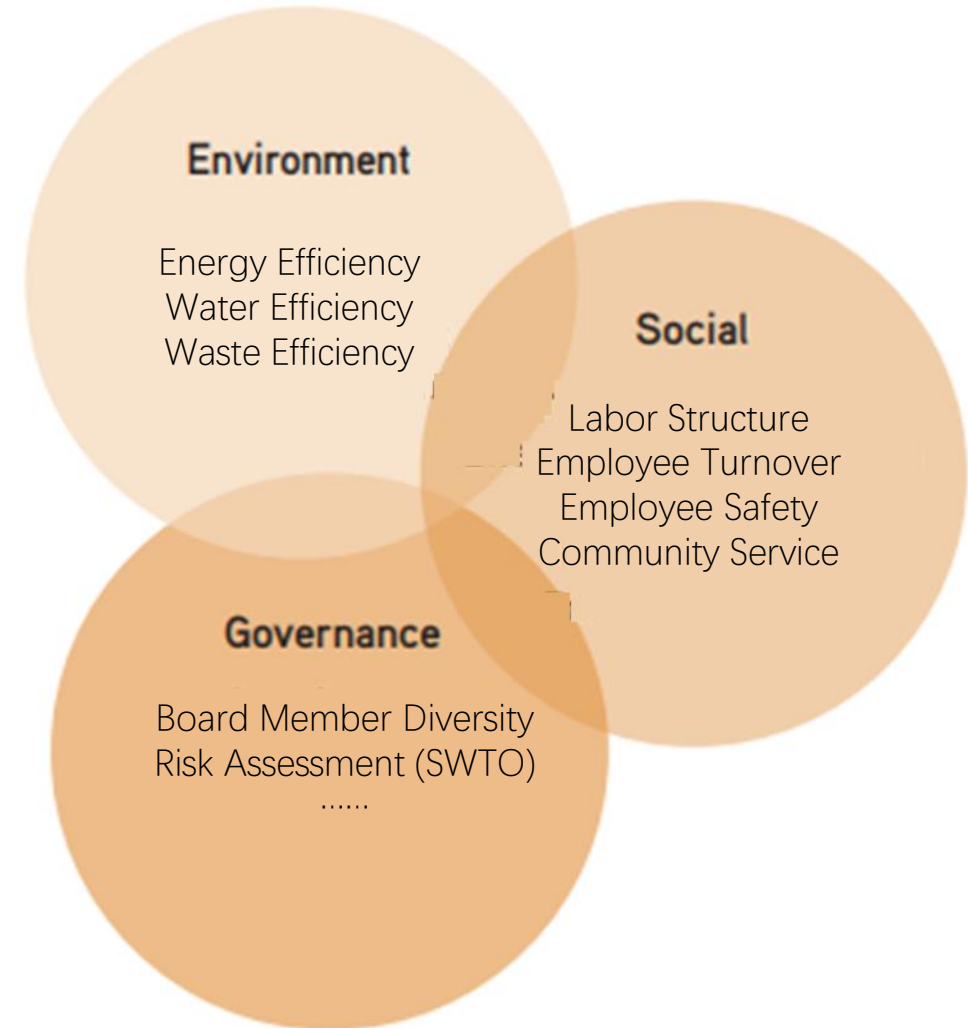 Environment
Energy Efficiency
Water Efficiency
Waste Efficiency
Social
Labor Structure
Employee Turnover
Employee Safety
Community Service
Governance
Board Member Diversity
Risk Assessment (SWTO)
......